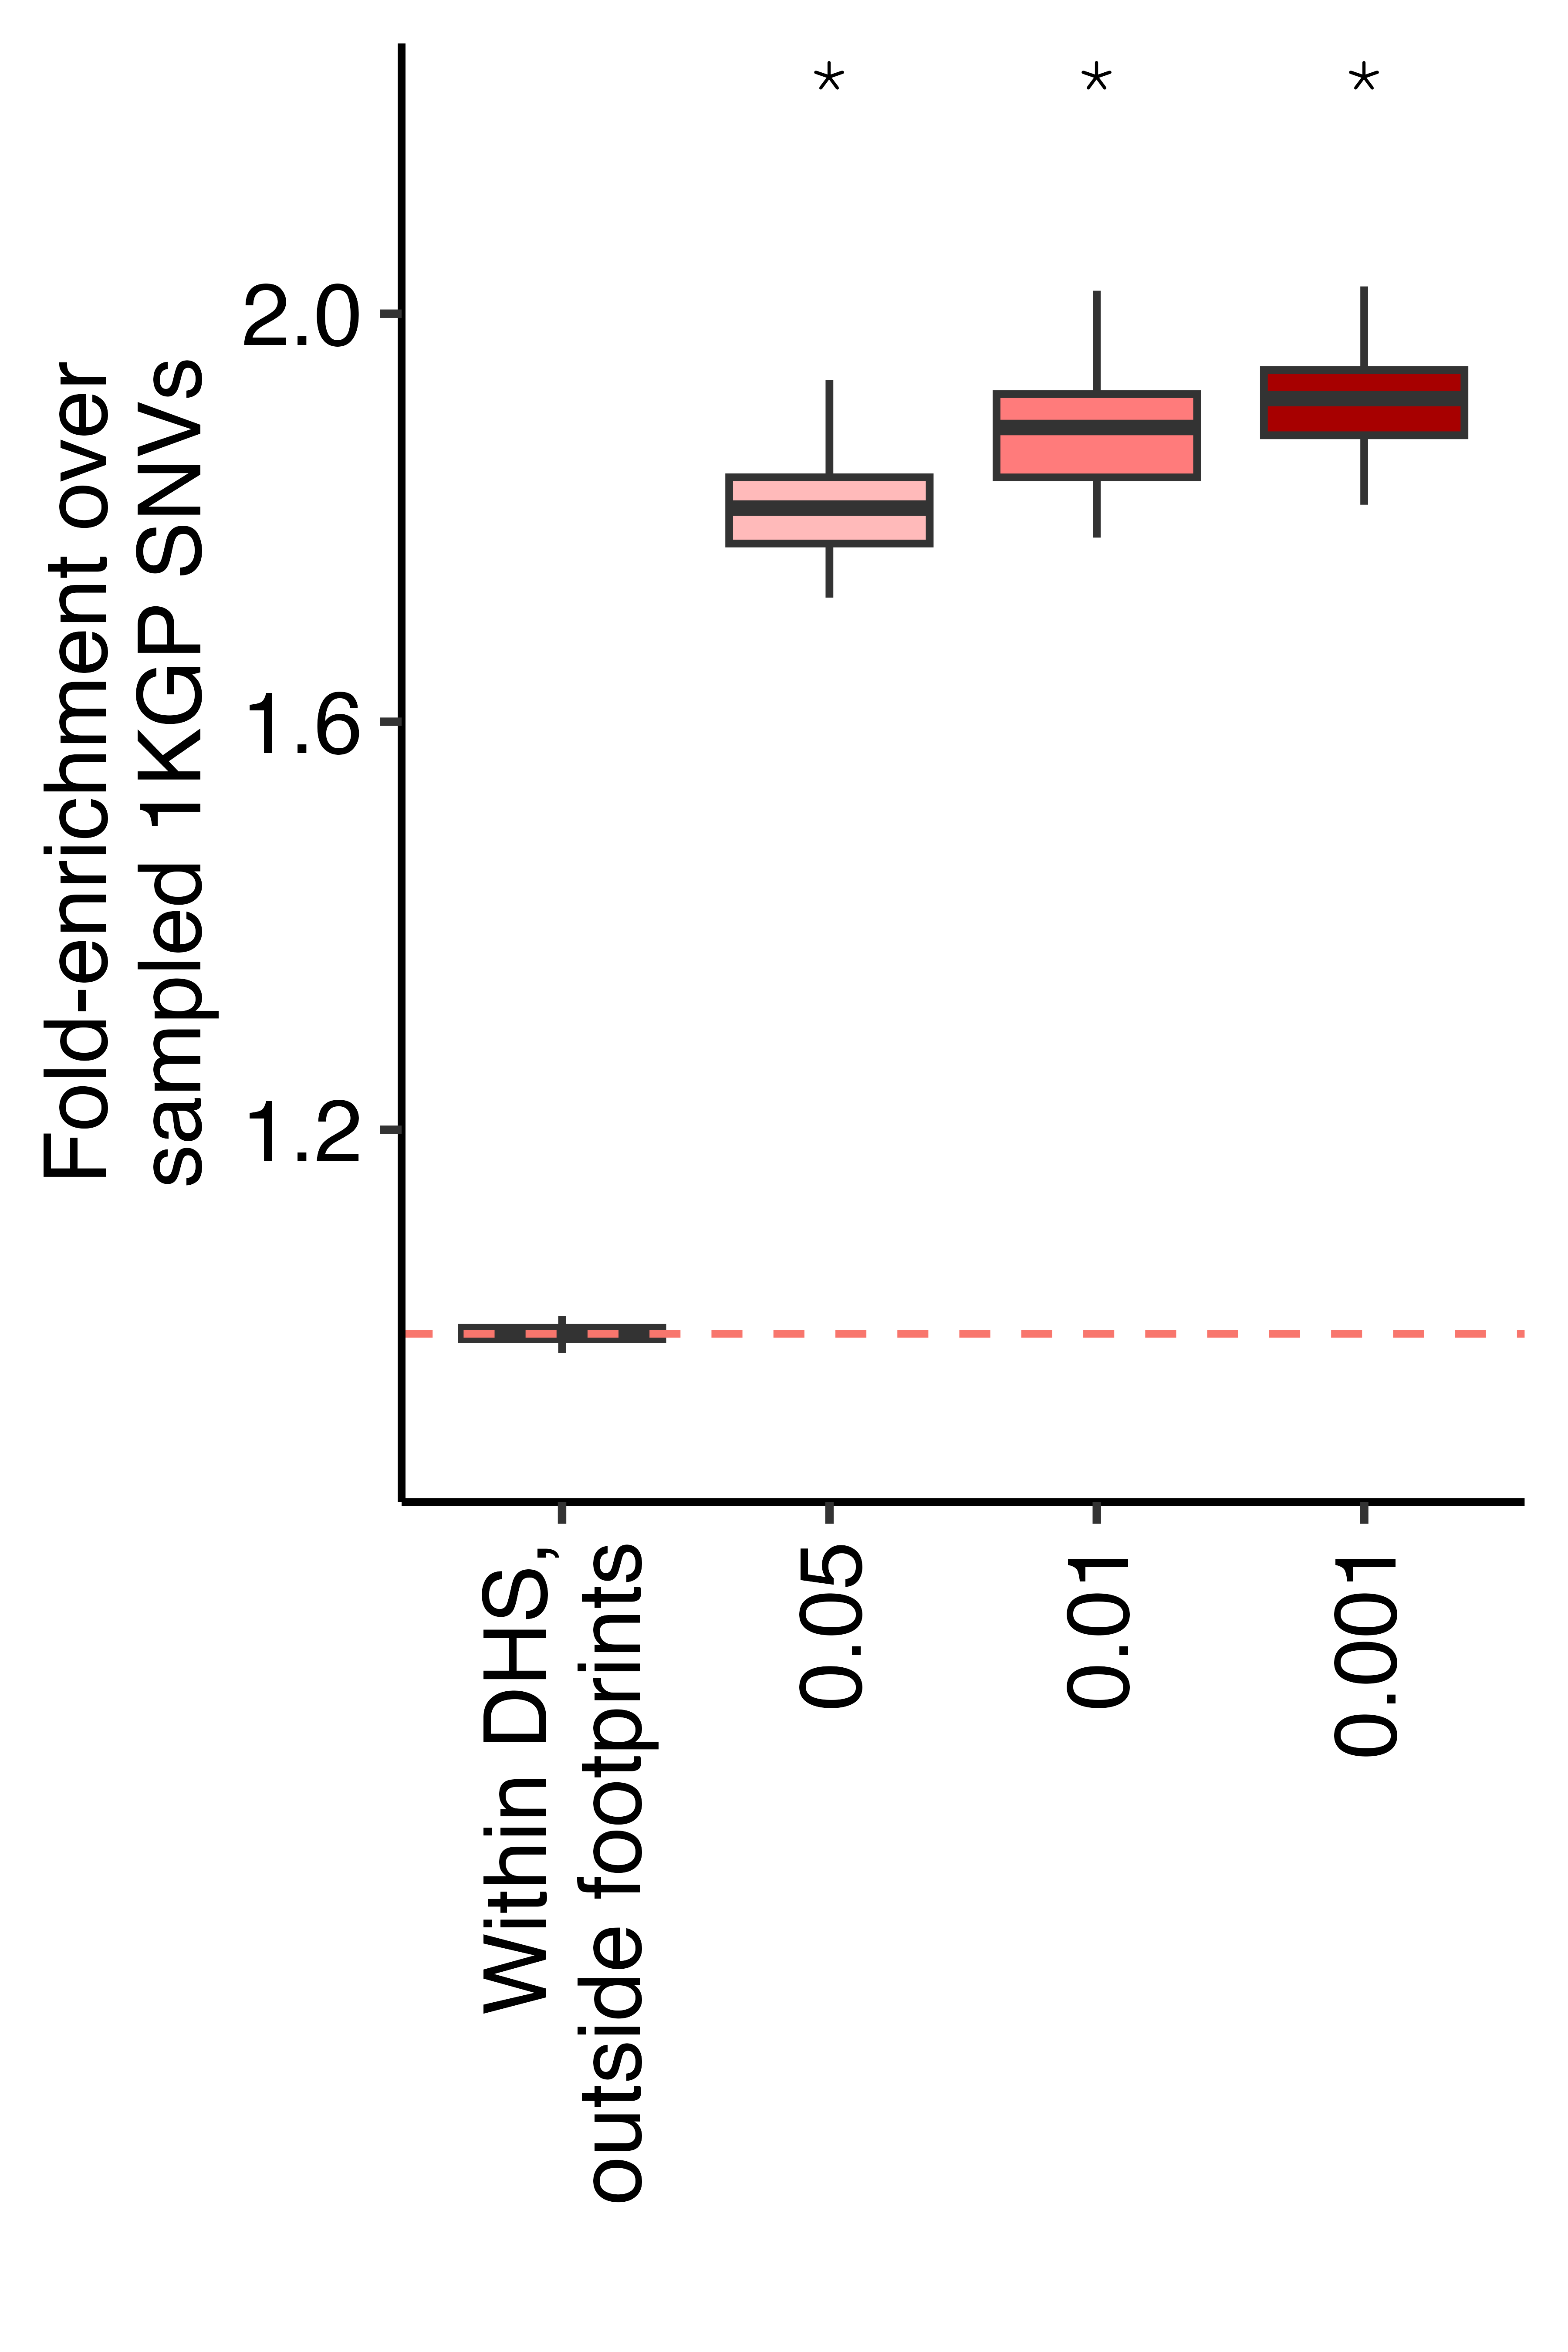 Fold-enrichment over
sampled 1KGP SNVs
2.0
1.6
1.2
* * *
Within DHS,
outside footprints
0.05
0.01
0.001